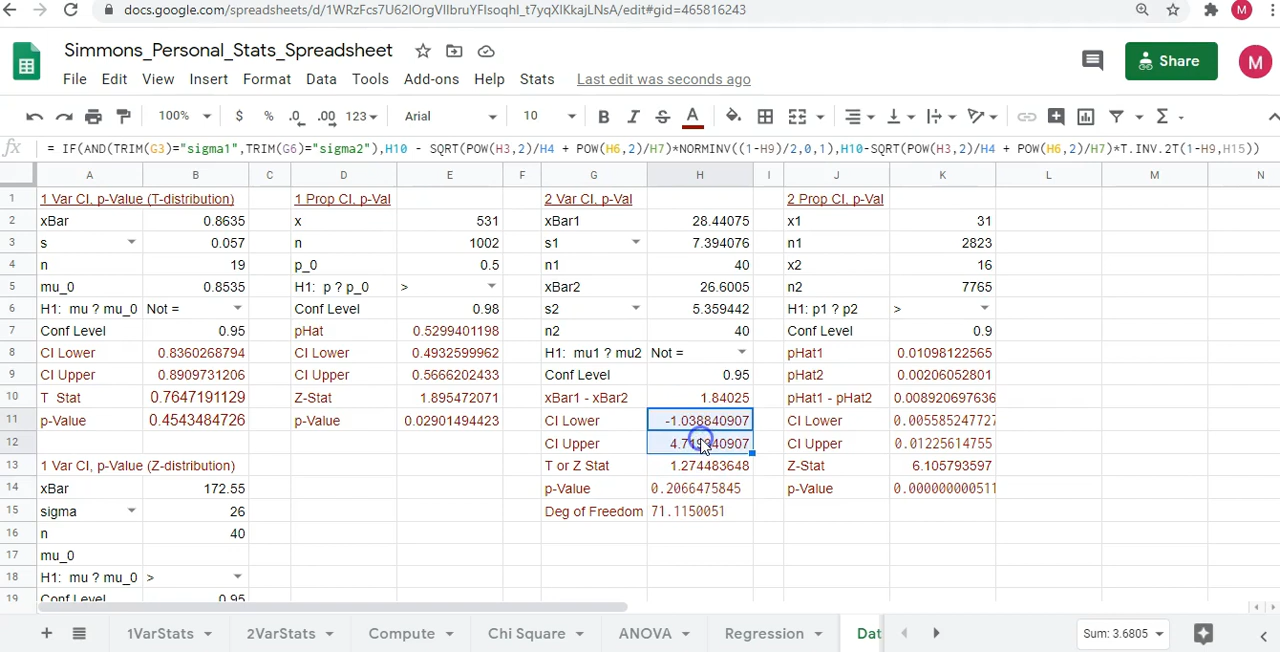 docs.google.com/spreadsheets/d/1WRzFcs7U62IOrgVIIbruYFIsoqhl_t7yqXIKkajLNsA/edit#gid=465816243
M
Simmons_Personal_Stats_Spreadsheet
File Edit View Insert Format Data Tools Add-ons Help Stats Last edit was seconds ago
Share
M
100% $ % .0 .00 123 Arial 10 B I S A Σ
fx = IF(AND(TRIM(G3)="sigma1",TRIM(G6)="sigma2"),H10 - SQRT(POW(H3,2)/H4 + POW(H6,2)/H7)*NORMINV((1-H9)/2,0,1),H10-SQRT(POW(H3,2)/H4 + POW(H6,2)/H7)*T.INV.2T(1-H9,H15))
A B C D E F G H I J K L M N
1 1 Var CI, p-Value (T-distribution) 1 Prop CI, p-Val 2 Var CI, p-Val 2 Prop CI, p-Val
2 xBar 0.8635 x 531 xBar1 28.44075 x1 31
3 s 0.057 n 1002 s1 7.394076 n1 2823
4 n 19 p_0 0.5 n1 40 x2 16
5 mu_0 0.8535 H1: p ? p_0 > xBar2 26.6005 n2 7765
6 H1: mu ? mu_0 Not = Conf Level 0.98 s2 5.359442 H1: p1 ? p2 >
7 Conf Level 0.95 pHat 0.5299401198 n2 40 Conf Level 0.9
8 CI Lower 0.8360268794 CI Lower 0.4932599962 H1: mu1 ? mu2 Not = pHat1 0.01098122565
9 CI Upper 0.8909731206 CI Upper 0.5666202433 Conf Level 0.95 pHat2 0.00206052801
10 T Stat 0.7647191129 Z-Stat 1.895472071 xBar1 - xBar2 1.84025 pHat1 - pHat2 0.008920697636
11 p-Value 0.4543484726 p-Value 0.02901494423 CI Lower -1.038840907 CI Lower 0.005585247727
12 CI Upper 4.719340907 CI Upper 0.01225614755
13 1 Var CI, p-Value (Z-distribution) T or Z Stat 1.274483648 Z-Stat 6.105793597
14 xBar 172.55 p-Value 0.2066475845 p-Value 0.000000000511
15 sigma 26 Deg of Freedom 71.1150051
16 n 40
17 mu_0
18 H1: mu ? mu_0 >
19 Conf Level 0.95
+ 1VarStats 2VarStats Compute Chi Square ANOVA Regression Dat Sum: 3.6805